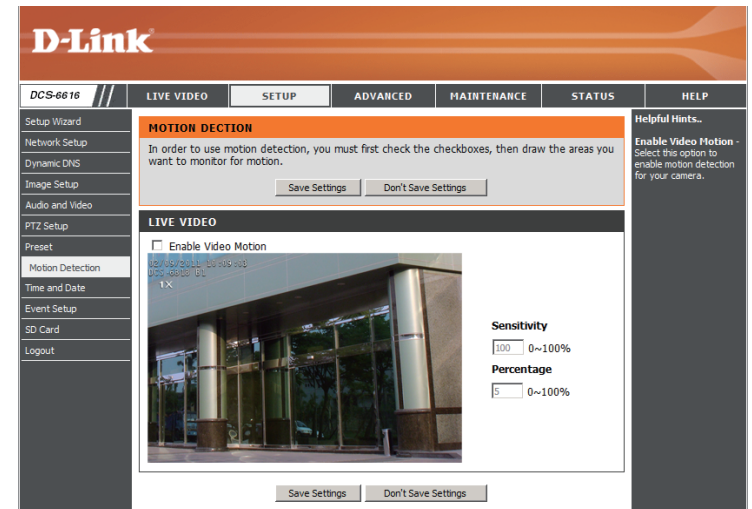 D-Link
DCS-6616 LIVE VIDEO SETUP ADVANCED MAINTENANCE STATUS HELP
Setup Wizard
Network Setup
Dynamic DNS
Image Setup
Audio and Video
PTZ Setup
Preset
Motion Detection
Time and Date
Event Setup
SD Card
Logout
MOTION DECTION
In order to use motion detection, you must first check the checkboxes, then draw the areas you
want to monitor for motion.
Save Settings Don't Save Settings
LIVE VIDEO
Enable Video Motion
1X
Sensitivity
100 0~100%
Percentage
5 0~100%
Save Settings Don't Save Settings
Helpful Hints..
Enable Video Motion -
Select this option to
enable motion detection
for your camera.